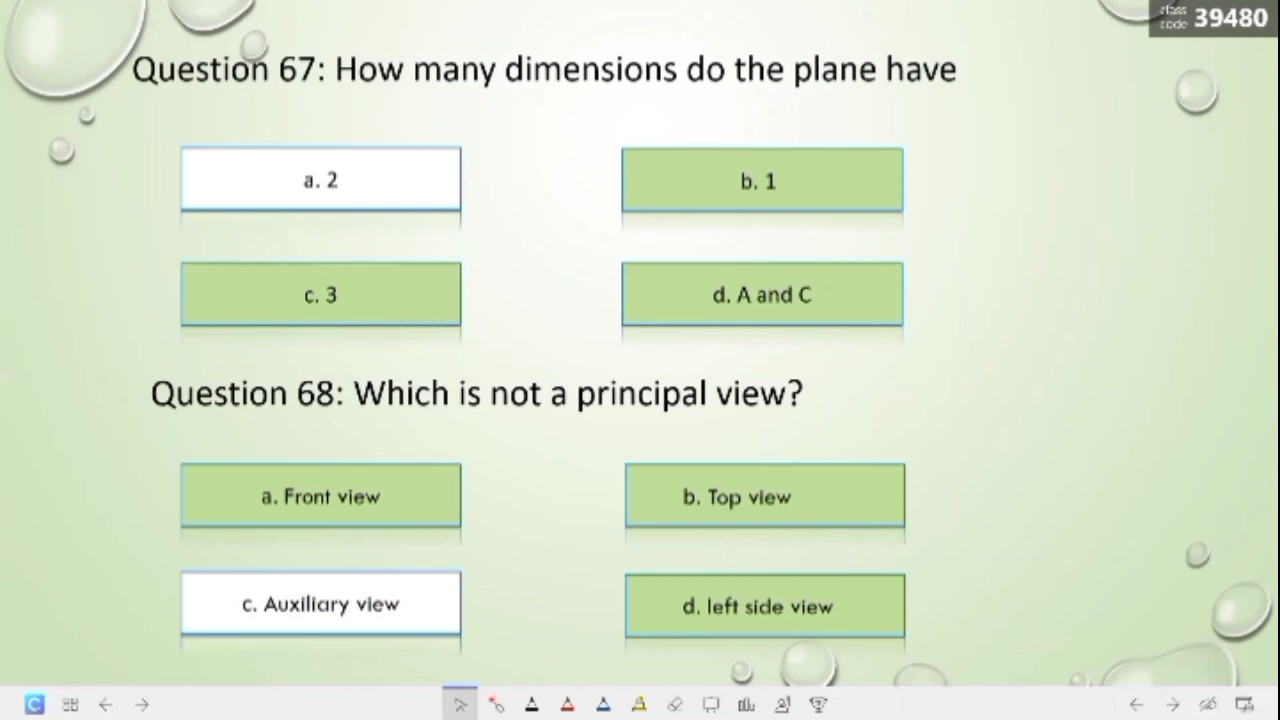 class code 39480
Question 67: How many dimensions do the plane have
a. 2
b. 1
c. 3
d. A and C
Question 68: Which is not a principal view?
a. Front view
b. Top view
c. Auxiliary view
d. left side view